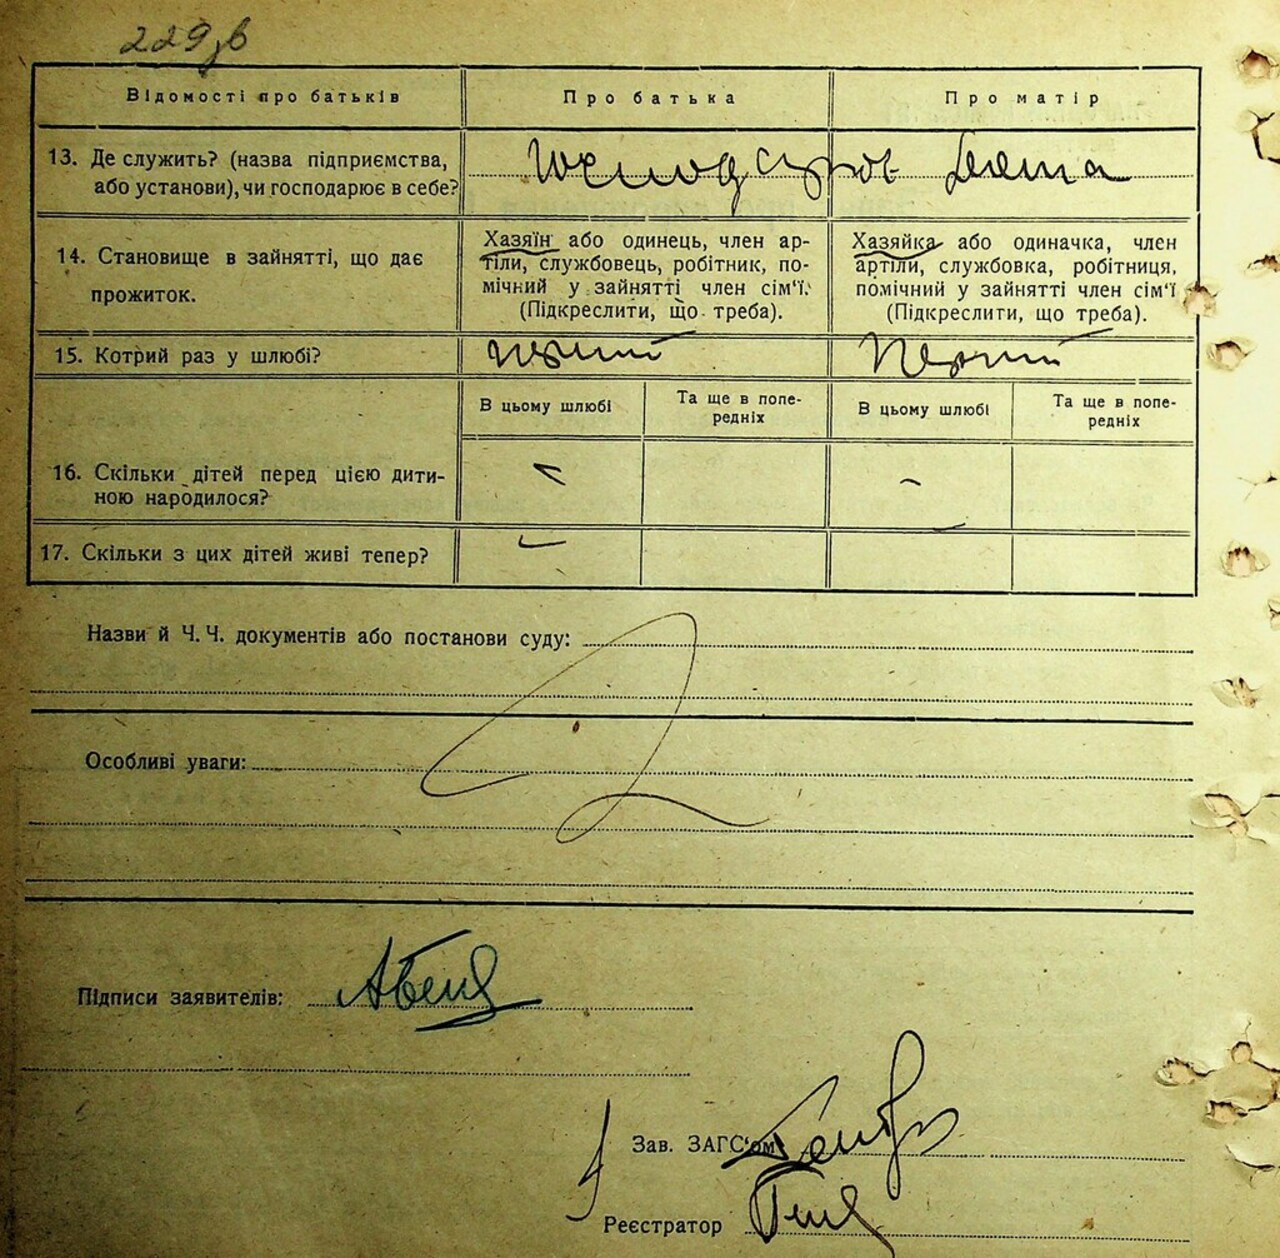 229зв
Відомості про батьків
Про батька
Про матір
13. Де служить? (назва підприємства,
або установи), чи господарює в себе?
14. Становище в зайнятті, що дає
прожиток.
Хазяїн або одинець, член ар-
тіли, службовець, робітник, по-
мічний у зайнятті член сім'ї.
(Підкреслити, що треба).
Хазяйка або одиначка, член
артіли, службовка, робітниця,
помічний у зайнятті член сім'ї
(Підкреслити, що треба).
15. Котрий раз у шлюбі?
перший
перший
В цьому шлюбі
Та ще в попе-
редніх
В цьому шлюбі
Та ще в попе-
редніх
16. Скільки дітей перед цією дити-
ною народилося?
17. Скільки з цих дітей живі тепер?
Назви й Ч. Ч. документів або постанови суду:
Особливі уваги:
Підписи заявителів:
Зав. ЗАГС'ом
Реєстратор